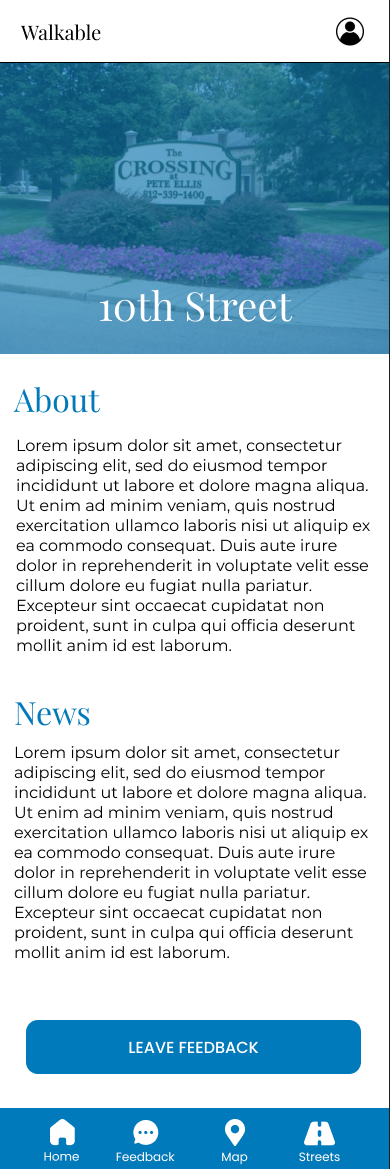 Walkable
The
CROSSING
at
PETE ELLIS
812-339-1400
10th Street
About
Lorem ipsum dolor sit amet, consectetur
adipiscing elit, sed do eiusmod tempor
incididunt ut labore et dolore magna aliqua.
Ut enim ad minim veniam, quis nostrud
exercitation ullamco laboris nisi ut aliquip ex
ea commodo consequat. Duis aute irure
dolor in reprehenderit in voluptate velit esse
cillum dolore eu fugiat nulla pariatur.
Excepteur sint occaecat cupidatat non
proident, sunt in culpa qui officia deserunt
mollit anim id est laborum.
News
Lorem ipsum dolor sit amet, consectetur
adipiscing elit, sed do eiusmod tempor
incididunt ut labore et dolore magna aliqua.
Ut enim ad minim veniam, quis nostrud
exercitation ullamco laboris nisi ut aliquip ex
ea commodo consequat. Duis aute irure
dolor in reprehenderit in voluptate velit esse
cillum dolore eu fugiat nulla pariatur.
Excepteur sint occaecat cupidatat non
proident, sunt in culpa qui officia deserunt
mollit anim id est laborum.
LEAVE FEEDBACK
Home Feedback Map Streets